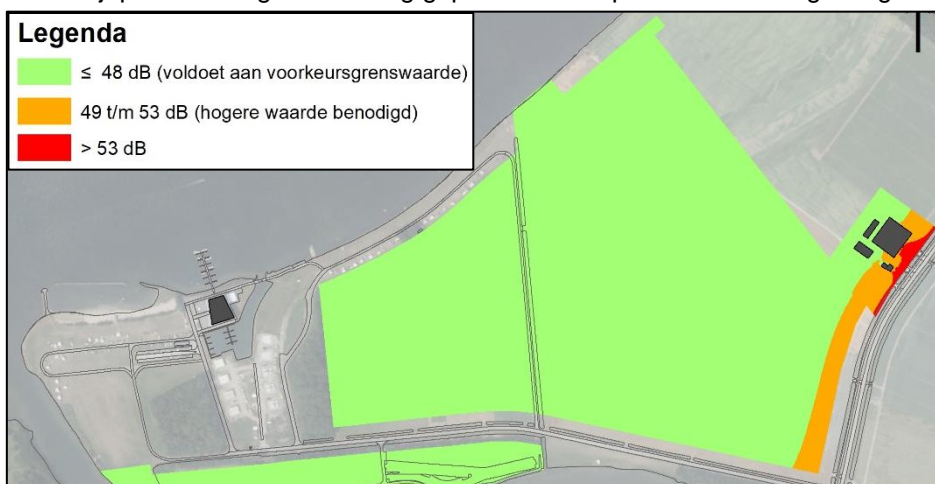 Legenda
≤ 48 dB (voldoet aan voorkeursgrenswaarde)
49 t/m 53 dB (hogere waarde benodigd)
> 53 dB